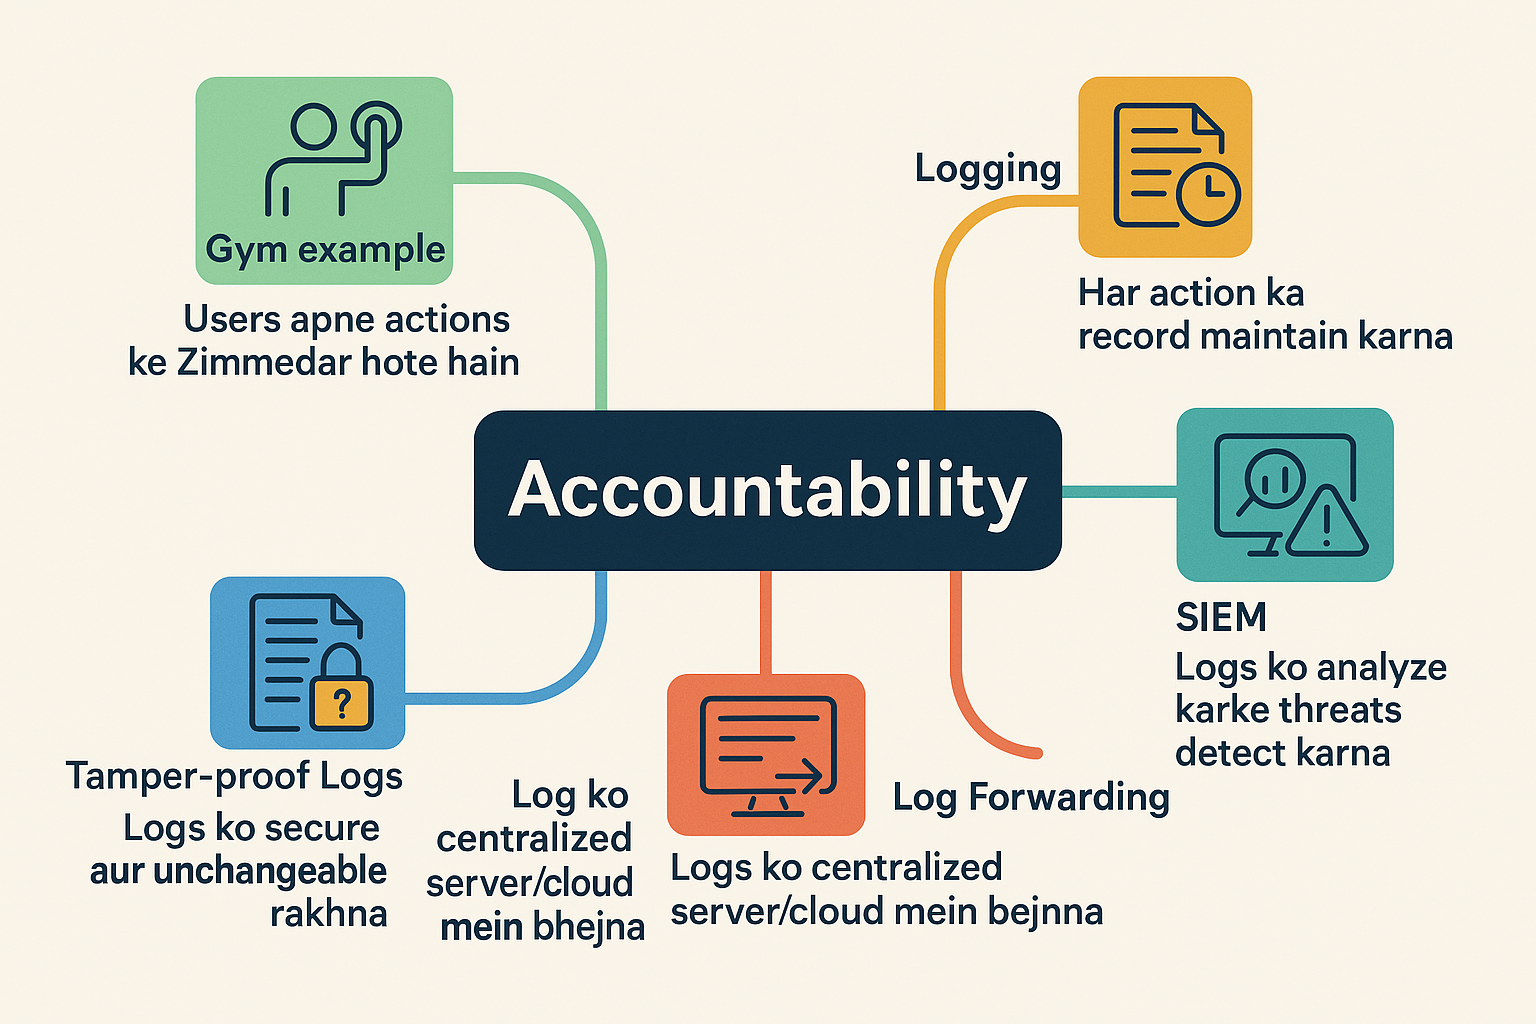 Gym example
Users apne actions
ke Zimmedar hote hain
Logging
Har action ka
record maintain karna
Accountability
SIEM
Logs ko analyze
karke threats
detect karna
?
Tamper-proof Logs
Logs ko secure
aur unchangeable
rakhna
Log ko
centralized
server/cloud
mein bhejna
Log Forwarding
Logs ko centralized
server/cloud mein bejnna